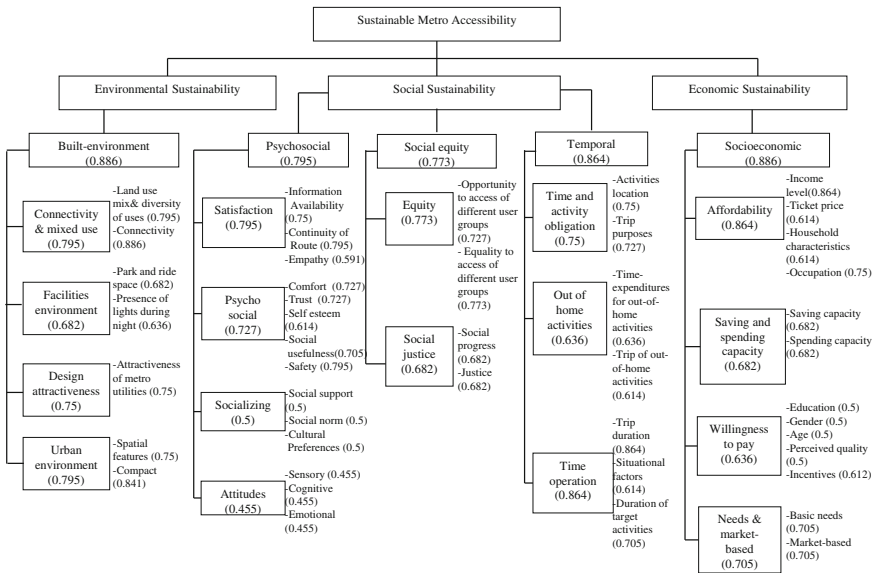 Sustainable Metro Accessibility
Environmental Sustainability
Social Sustainability
Economic Sustainability
Built-environment
(0.886)
Connectivity
& mixed use
(0.795)
-Land use
mix& diversity
of uses (0.795)
-Connectivity
(0.886)
Facilities
environment
(0.682)
-Park and ride
space (0.682)
-Presence of
lights during
night (0.636)
Design
attractiveness
(0.75)
-Attractiveness
of metro
utilities (0.75)
Urban
environment
(0.795)
-Spatial
features (0.75)
-Compact
(0.841)
Psychosocial
(0.795)
Satisfaction
(0.795)
-Information
Availability
(0.75)
-Continuity of
Route (0.795)
-Empathy (0.591)
Psycho
social
(0.727)
-Comfort (0.727)
-Trust (0.727)
-Self esteem
(0.614)
-Social
usefulness(0.705)
-Safety (0.795)
Socializing
(0.5)
-Social support
(0.5)
-Social norm (0.5)
-Cultural
Preferences (0.5)
Attitudes
(0.455)
-Sensory (0.455)
-Cognitive
(0.455)
-Emotional
(0.455)
Social equity
(0.773)
Equity
(0.773)
-Opportunity
to access of
different user
groups
(0.727)
- Equality to
access of
different user
groups
(0.773)
Social
justice
(0.682)
-Social
progress
(0.682)
-Justice
(0.682)
Temporal
(0.864)
Time and
activity
obligation
(0.75)
-Activities
location
(0.75)
-Trip
purposes
(0.727)
Out of
home
activities
(0.636)
-Time-
expenditures
for out-of-
home
activities
(0.636)
-Trip of out-
of-home
activities
(0.614)
Time
operation
(0.864)
-Trip
duration
(0.864)
-Situational
factors
(0.614)
-Duration of
target
activities
(0.705)
Socioeconomic
(0.886)
Affordability
(0.864)
-Income
level(0.864)
-Ticket price
(0.614)
-Household
characteristics
(0.614)
-Occupation (0.75)
Saving and
spending
capacity
(0.682)
-Saving capacity
(0.682)
-Spending capacity
(0.682)
Willingness
to pay
(0.636)
-Education (0.5)
-Gender (0.5)
-Age (0.5)
-Perceived quality
(0.5)
-Incentives (0.612)
Needs &
market-
based
(0.705)
-Basic needs
(0.705)
-Market-based
(0.705)